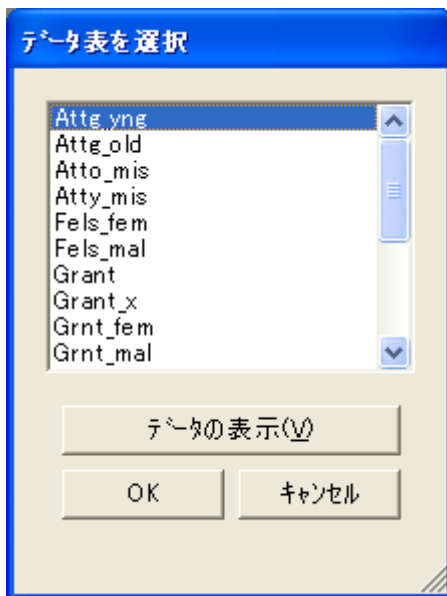 ﾃﾞｰﾀ表を選択
Attg_yng
Attg_old
Atto_mis
Atty_mis
Fels_fem
Fels_mal
Grant
Grant_x
Grnt_fem
Grnt_mal
ﾃﾞｰﾀの表示(V)
OK
ｷｬﾝｾﾙ